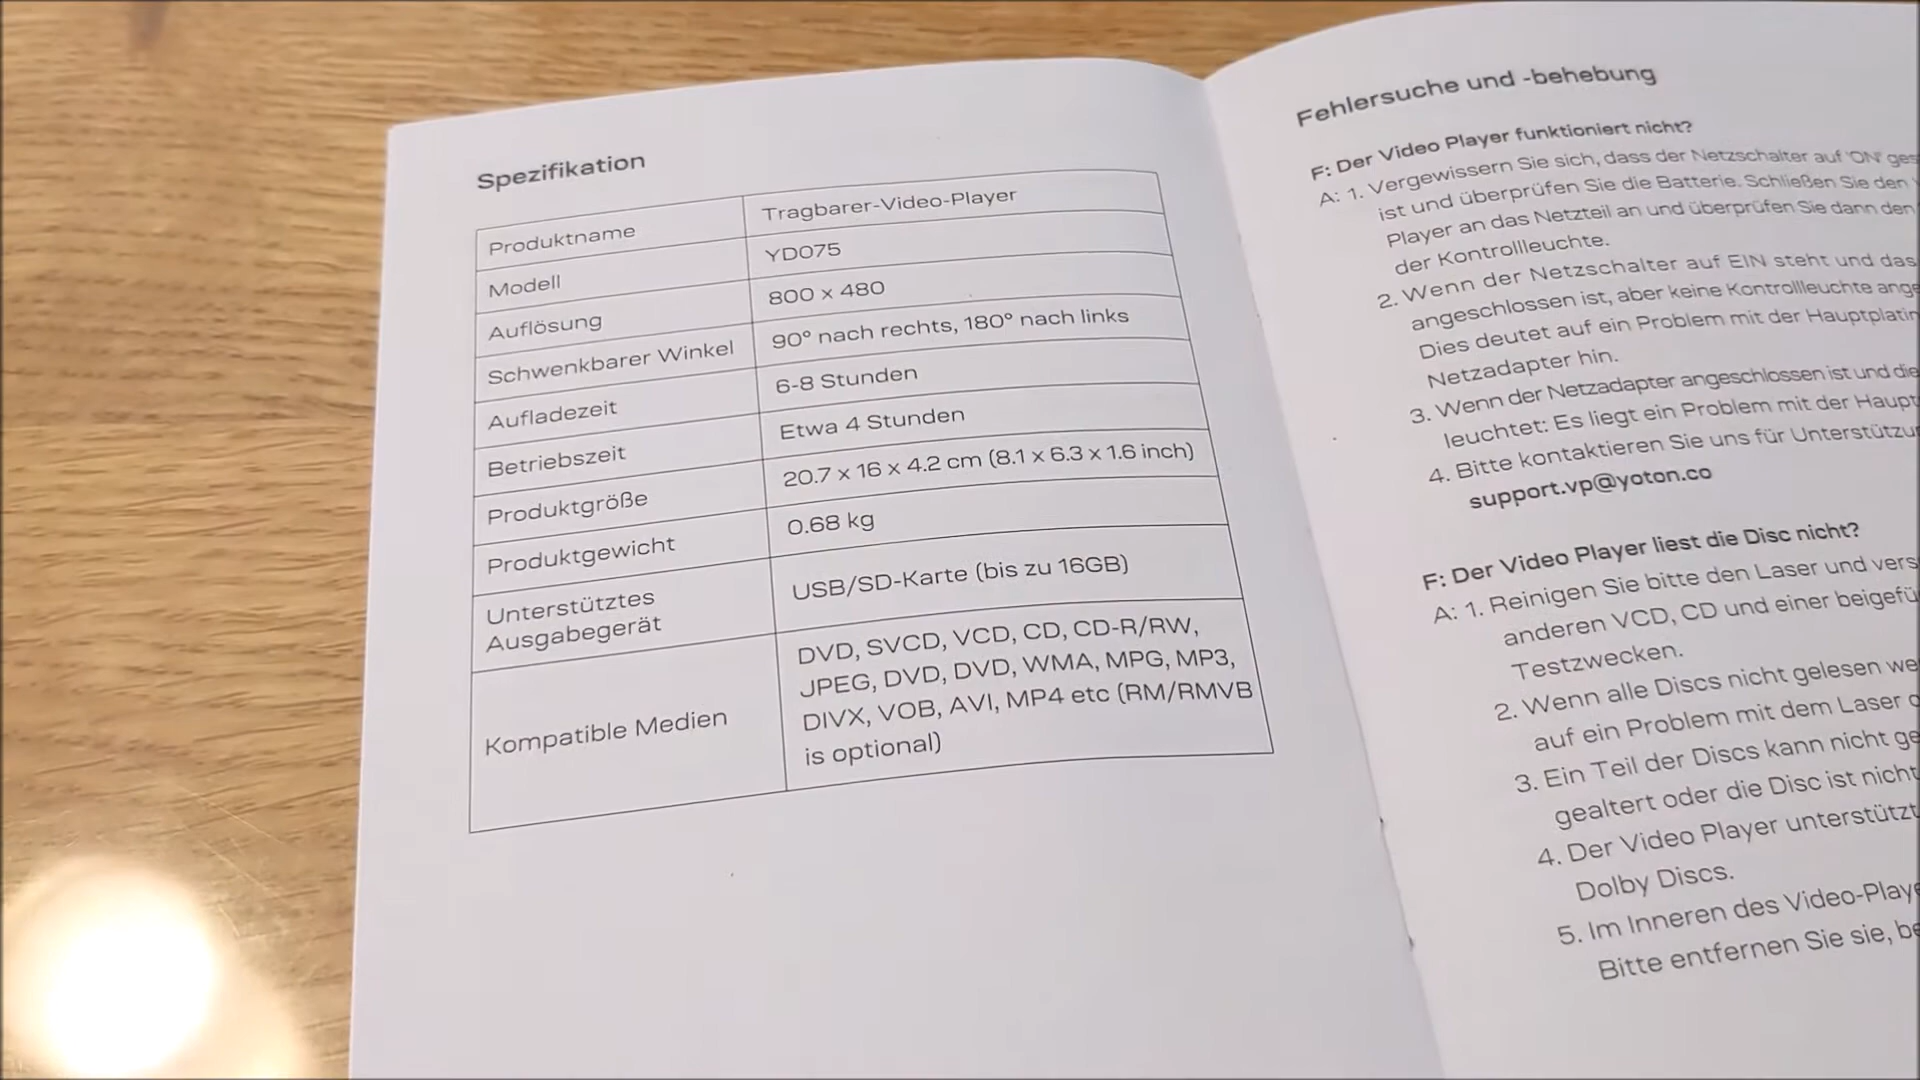 Spezifikation
Produktname Tragbarer-Video-Player
Modell YD075
Auflösung 800 x 480
Schwenkbarer Winkel 90° nach rechts, 180° nach links
Aufladezeit 6-8 Stunden
Betriebszeit Etwa 4 Stunden
Produktgröße 20.7 x 16 x 4.2 cm (8.1 x 6.3 x 1.6 inch)
Produktgewicht 0.68 kg
Unterstütztes
Ausgabegerät USB/SD-Karte (bis zu 16GB)
Kompatible Medien
DVD, SVCD, VCD, CD, CD-R/RW,
JPEG, DVD, DVD, WMA, MPG, MP3,
DIVX, VOB, AVI, MP4 etc (RM/RMVB
is optional)
Fehlersuche und -behebung
F: Der Video Player funktioniert nicht?
A: 1. Vergewissern Sie sich, dass der Netzschalter auf 'ON'
ist und überprüfen Sie die Batterie. Schließen Sie den
Player an das Netzteil an und überprüfen Sie dann den
der Kontrollleuchte.
2. Wenn der Netzschalter auf EIN steht und das
angeschlossen ist, aber keine Kontrollleuchte
Dies deutet auf ein Problem mit der
Netzadapter hin.
3. Wenn der Netzadapter angeschlossen ist und die
leuchtet: Es liegt ein Problem mit der
4. Bitte kontaktieren Sie uns für
support.vp@yoton.co
F: Der Video Player liest die Disc nicht?
A: 1. Reinigen Sie bitte den Laser und
anderen VCD, CD und einer
Testzwecken.
2. Wenn alle Discs nicht gelesen
auf ein Problem mit dem Laser
3. Ein Teil der Discs kann nicht
gealtert oder die Disc ist nicht
4. Der Video Player
Dolby Discs.
5. Im Inneren des
Bitte entfernen Sie sie,